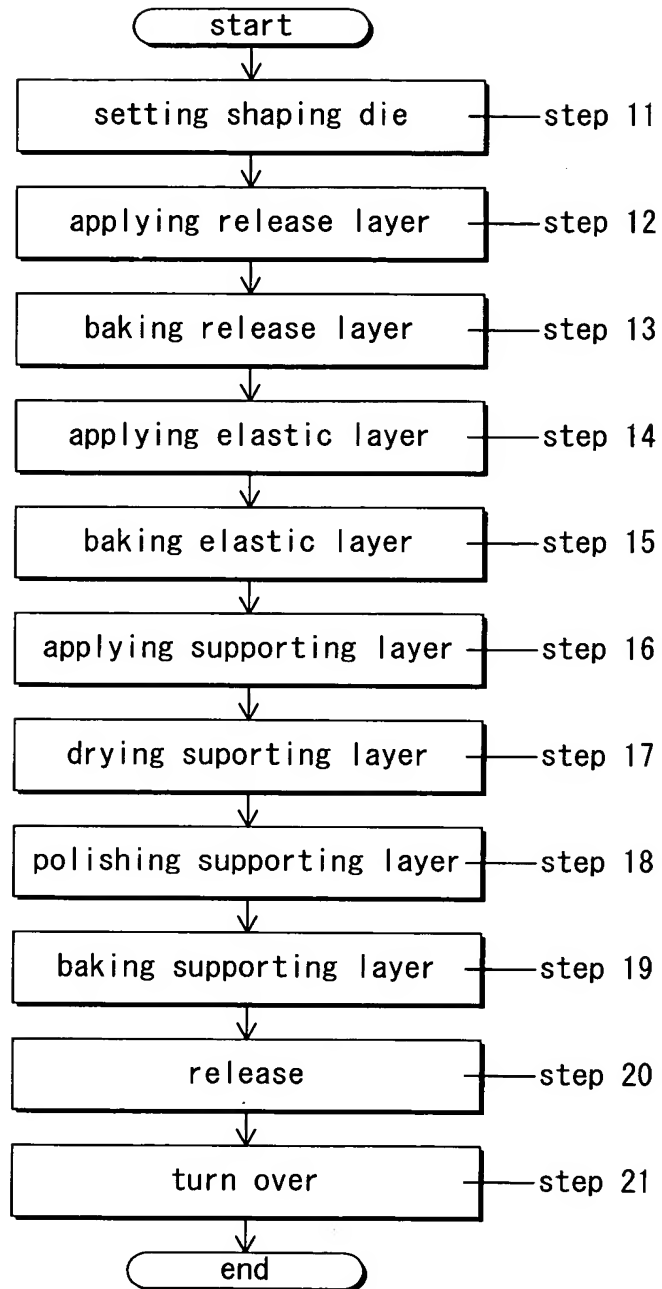 start
setting shaping die step 11
applying release layer step 12
baking release layer step 13
applying elastic layer step 14
baking elastic layer step 15
applying supporting layer step 16
drying suporting layer step 17
polishing supporting layer step 18
baking supporting layer step 19
release step 20
turn over step 21
end